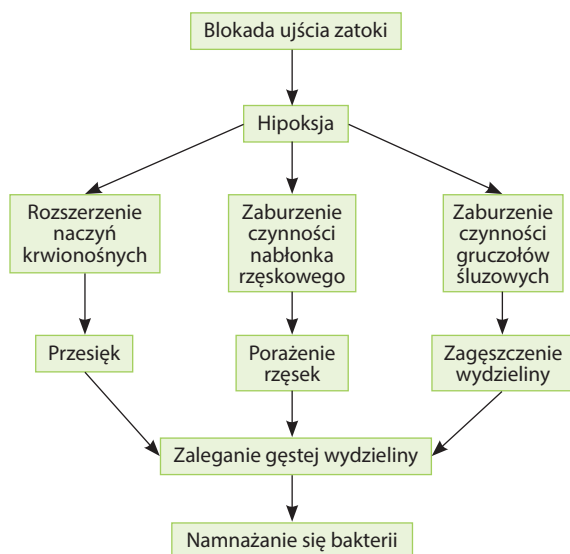 Blokada ujścia zatoki
Hipoksja
Rozszerzenie
naczyń
krwionośnych
Zaburzenie
czynności
nabłonka
rzęskowego
Zaburzenie
czynności
gruczołów
śluzowych
Przesięk
Porażenie
rzęsek
Zagęszczenie
wydzieliny
Zaleganie gęstej wydzieliny
Namnażanie się bakterii